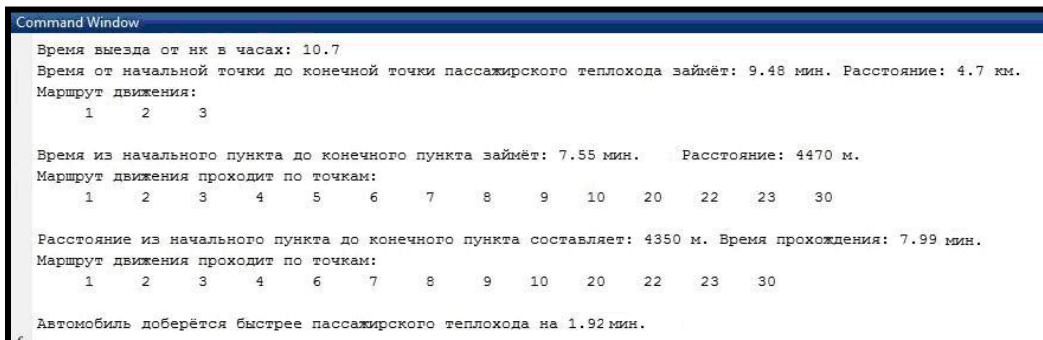 Command Window
Время выезда от нк в часах: 10.7
Время от начальной точки до конечной точки пассажирского теплохода займёт: 9.48 мин. Расстояние: 4.7 км.
Маршрут движения:
1 2 3
Время из начального пункта до конечного пункта займёт: 7.55 мин. Расстояние: 4470 м.
Маршрут движения проходит по точкам:
1 2 3 4 5 6 7 8 9 10 20 22 23 30
Расстояние из начального пункта до конечного пункта составляет: 4350 м. Время прохождения: 7.99 мин.
Маршрут движения проходит по точкам:
1 2 3 4 6 7 8 9 10 20 22 23 30
Автомобиль доберётся быстрее пассажирского теплохода на 1.92 мин.